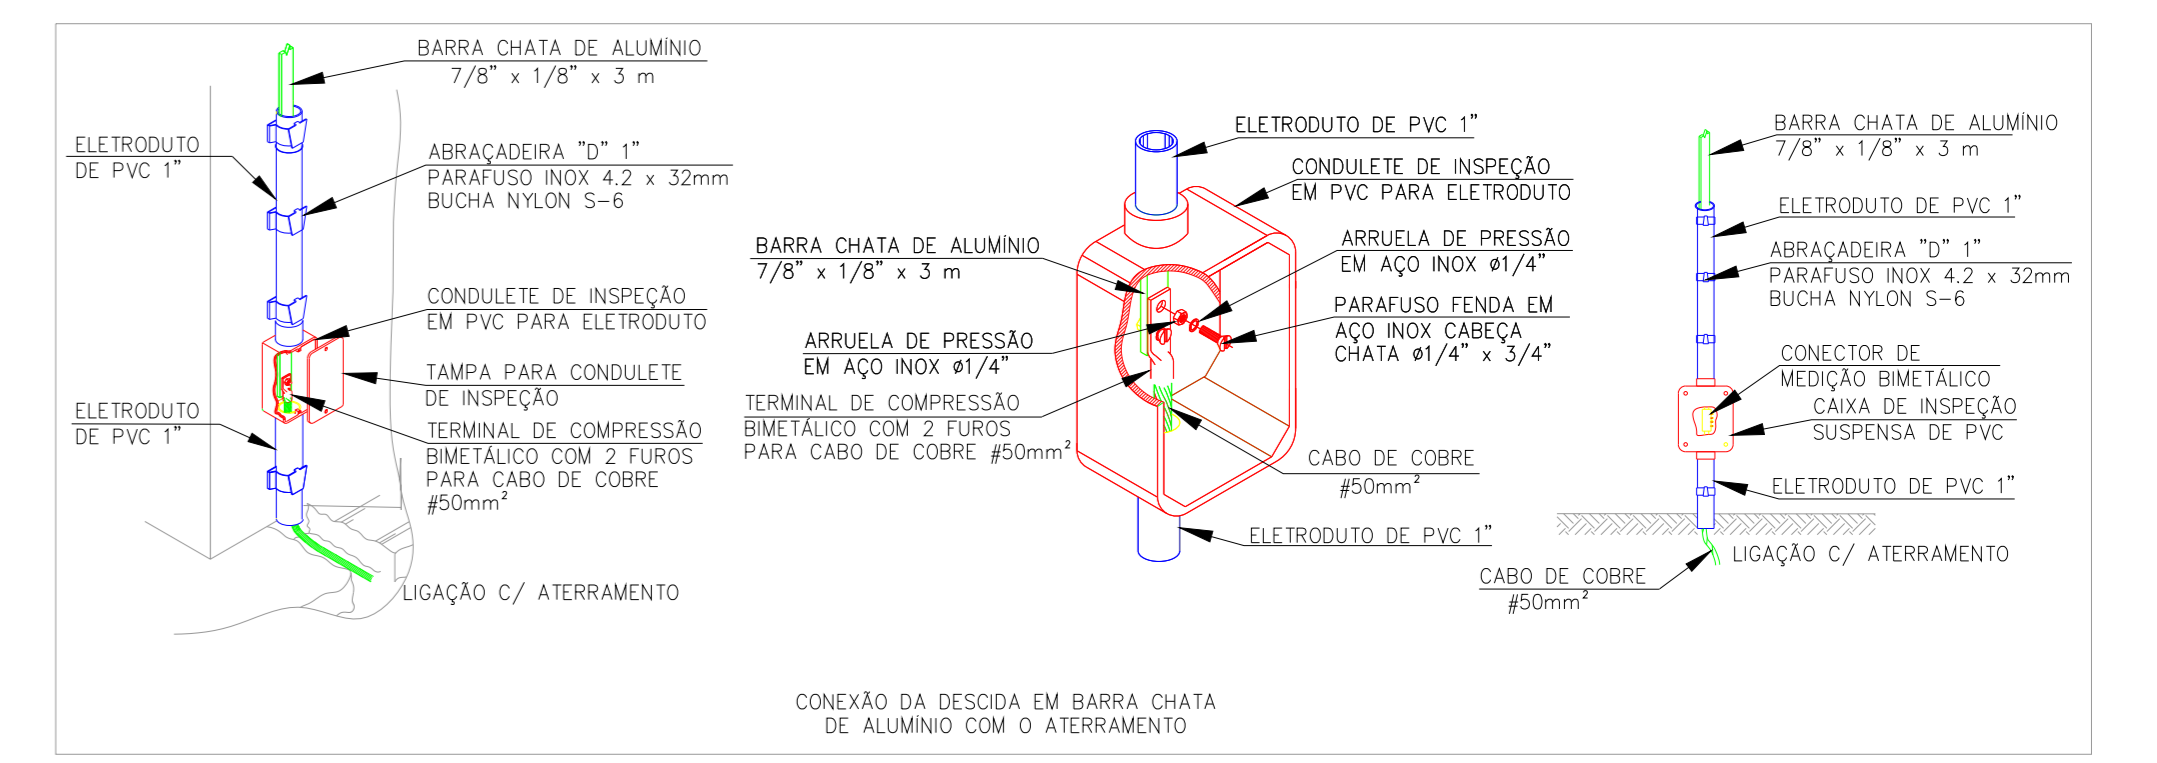 BARRA CHATA DE ALUMÍNIO
7/8" x 1/8" x 3 m
ELETRODUTO
DE PVC 1"
ABRAÇADEIRA "D" 1"
PARAFUSO INOX 4.2 x 32mm
BUCHA NYLON S-6
CONDULETE DE INSPEÇÃO
EM PVC PARA ELETRODUTO
TAMPA PARA CONDULETE
DE INSPEÇÃO
ELETRODUTO
DE PVC 1"
TERMINAL DE COMPRESSÃO
BIMETÁLICO COM 2 FUROS
PARA CABO DE COBRE
#50mm²
LIGAÇÃO C/ ATERRAMENTO
ELETRODUTO DE PVC 1"
CONDULETE DE INSPEÇÃO
EM PVC PARA ELETRODUTO
BARRA CHATA DE ALUMÍNIO
7/8" x 1/8" x 3 m
ARRUELA DE PRESSÃO
EM AÇO INOX ø1/4"
PARAFUSO FENDA EM
AÇO INOX CABEÇA
CHATA ø1/4" x 3/4"
ARRUELA DE PRESSÃO
EM AÇO INOX ø1/4"
TERMINAL DE COMPRESSÃO
BIMETÁLICO COM 2 FUROS
PARA CABO DE COBRE #50mm²
CABO DE COBRE
#50mm²
ELETRODUTO DE PVC 1"
BARRA CHATA DE ALUMÍNIO
7/8" x 1/8" x 3 m
ELETRODUTO DE PVC 1"
ABRAÇADEIRA "D" 1"
PARAFUSO INOX 4.2 x 32mm
BUCHA NYLON S-6
CONECTOR DE
MEDIÇÃO BIMETÁLICO
CAIXA DE INSPEÇÃO
SUSPENSA DE PVC
ELETRODUTO DE PVC 1"
LIGAÇÃO C/ ATERRAMENTO
CABO DE COBRE
#50mm²
CONEXÃO DA DESCIDA EM BARRA CHATA
DE ALUMÍNIO COM O ATERRAMENTO